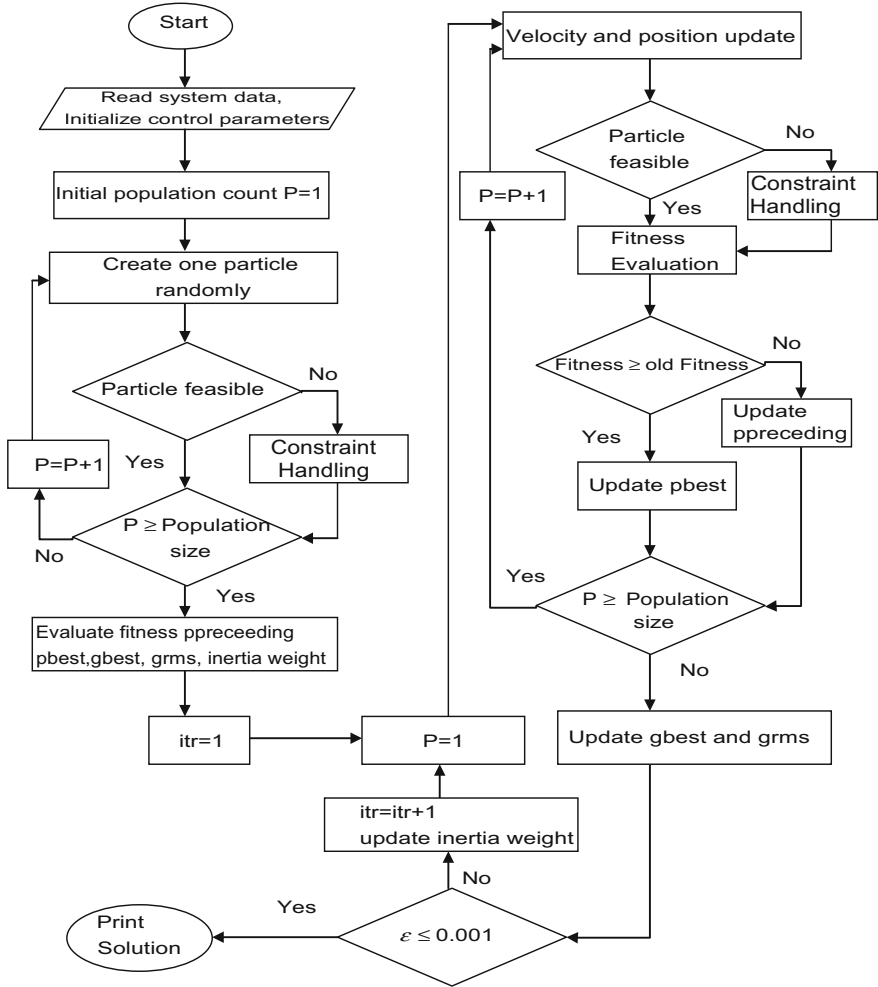 Start
Read system data,
Initialize control parameters
Initial population count P=1
Create one particle
randomly
Particle feasible
No
Constraint
Handling
Yes
P=P+1
P ≥ Population
size
No
Yes
Evaluate fitness ppreceeding
pbest,gbest, grms, inertia weight
itr=1
P=1
itr=itr+1
update inertia weight
No
Yes
ε ≤ 0.001
Print
Solution
Velocity and position update
Particle
feasible
No
Constraint
Handling
P=P+1
Yes
Fitness
Evaluation
Fitness ≥ old Fitness
No
Update
ppreceding
Yes
Update pbest
Yes
P ≥ Population
size
No
Update gbest and grms